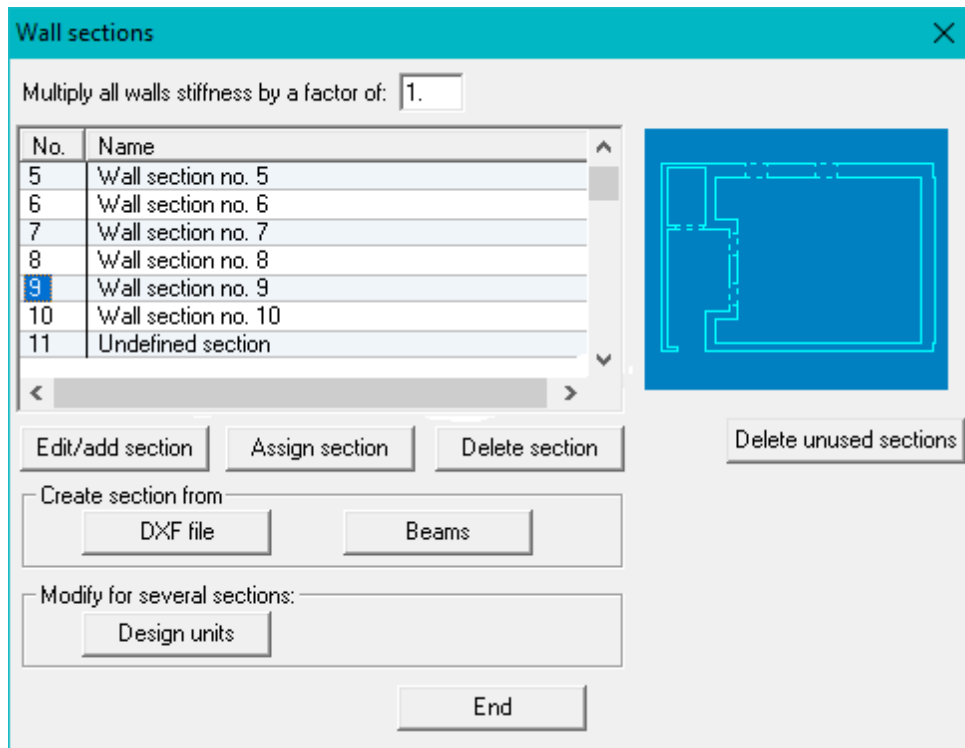 Wall sections
Multiply all walls stiffness by a factor of: 1.
No. Name
5 Wall section no. 5
6 Wall section no. 6
7 Wall section no. 7
8 Wall section no. 8
9 Wall section no. 9
10 Wall section no. 10
11 Undefined section
Edit/add section Assign section Delete section Delete unused sections
Create section from
DXF file Beams
Modify for several sections:
Design units
End